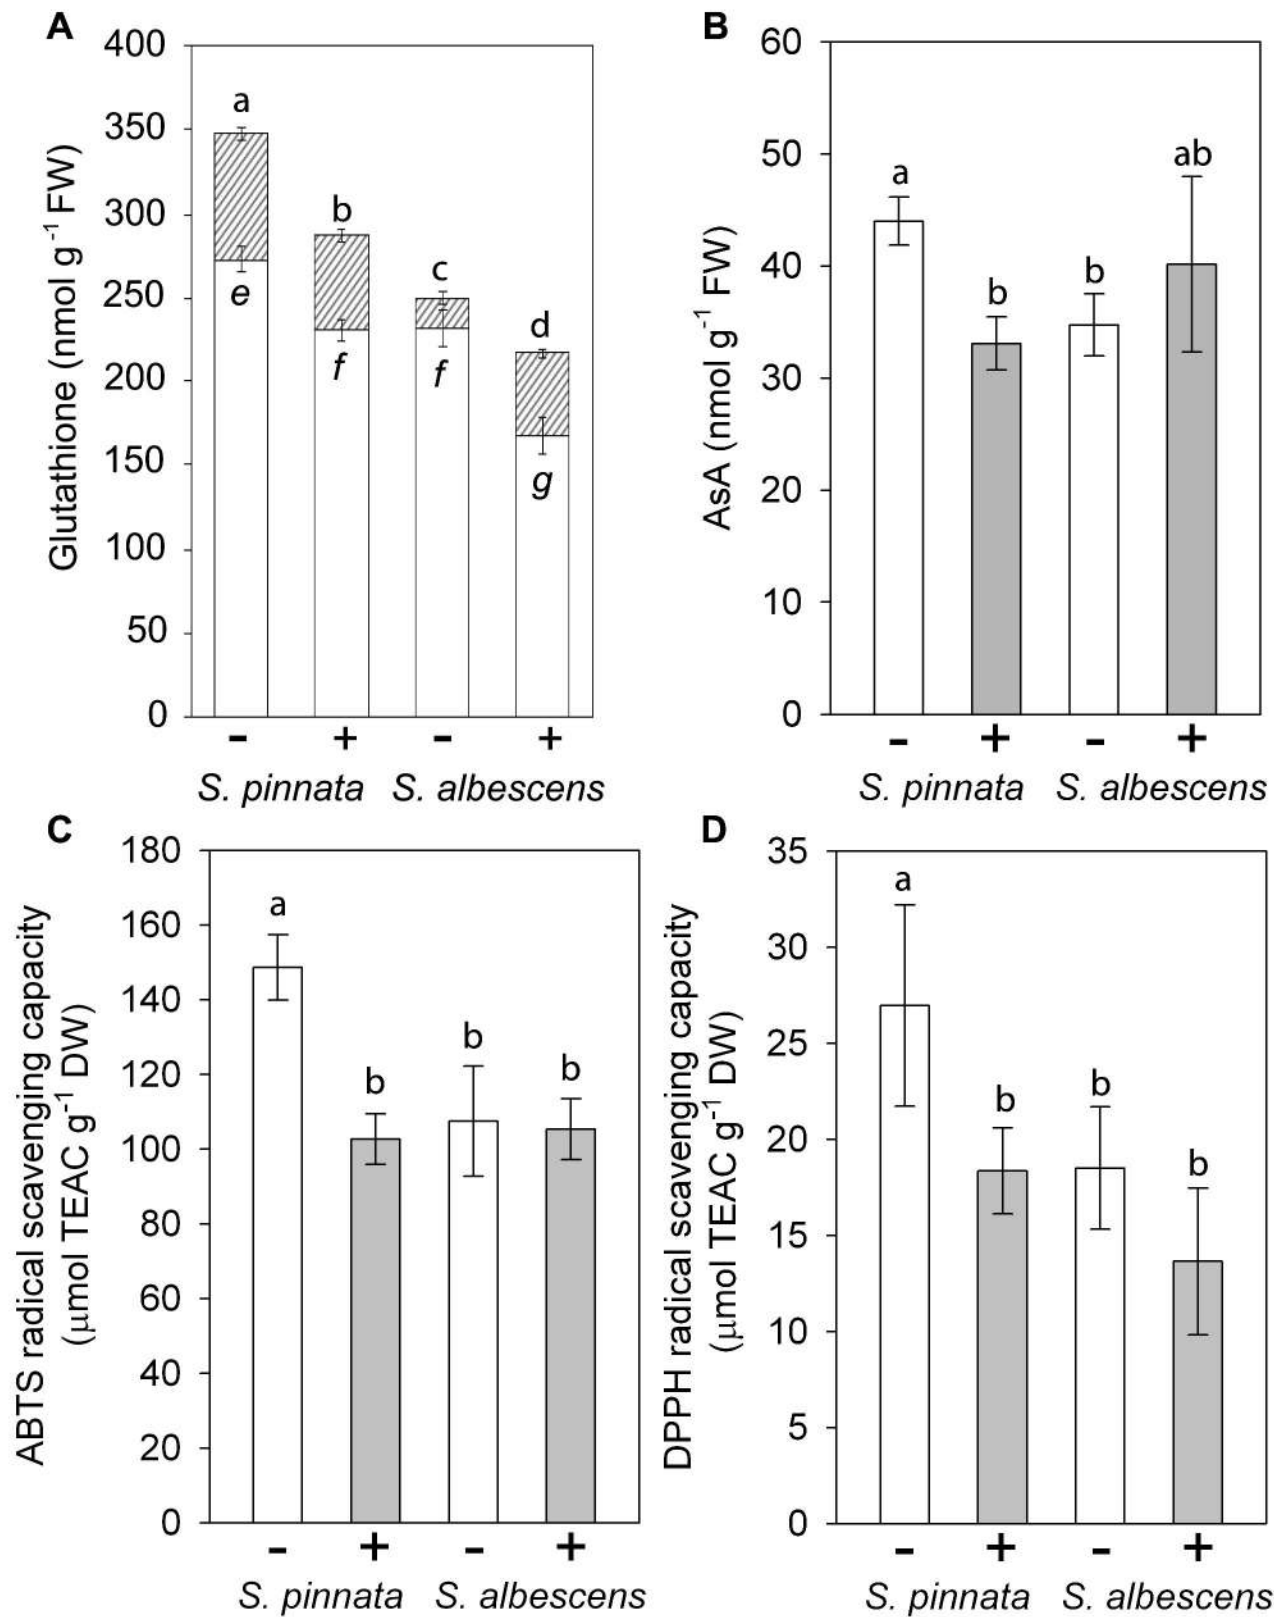 A
400
350
300
250
200
150
100
50
0
Glutathione (nmol g-1 FW)
a
b
c
d
e
f
f
g
- + - +
S. pinnata S. albescens
B
60
50
40
30
20
10
0
AsA (nmol g-1 FW)
a
b
b
ab
- + - +
S. pinnata S. albescens
C
180
160
140
120
100
80
60
40
20
0
ABTS radical scavenging capacity
(μmol TEAC g-1 DW)
a
b
b
b
- + - +
S. pinnata S. albescens
D
35
30
25
20
15
10
5
0
DPPH radical scavenging capacity
(μmol TEAC g-1 DW)
a
b
b
b
- + - +
S. pinnata S. albescens